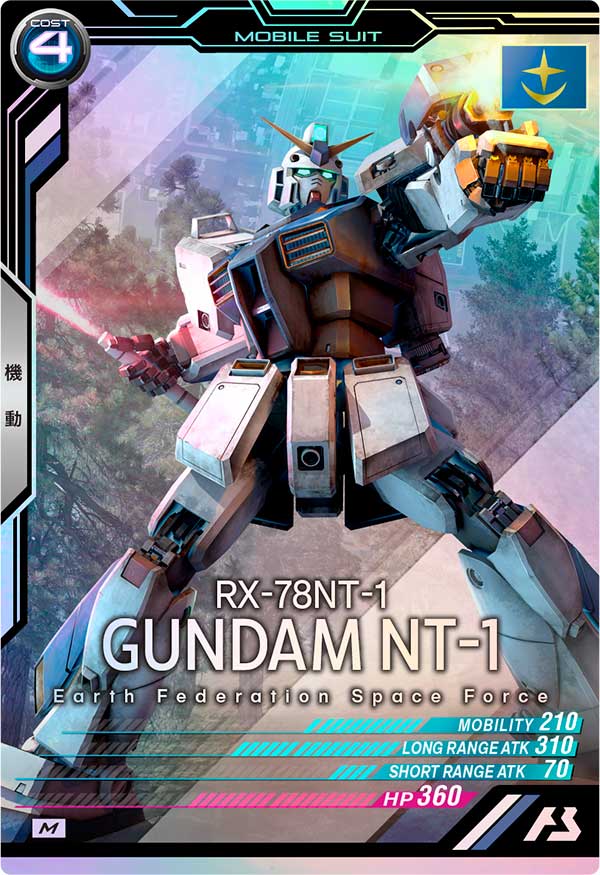 COST
4
MOBILE SUIT
機動
RX-78NT-1
GUNDAM NT-1
Earth Federation Space Force
MOBILITY 210
LONG RANGE ATK 310
SHORT RANGE ATK 70
HP 360
M